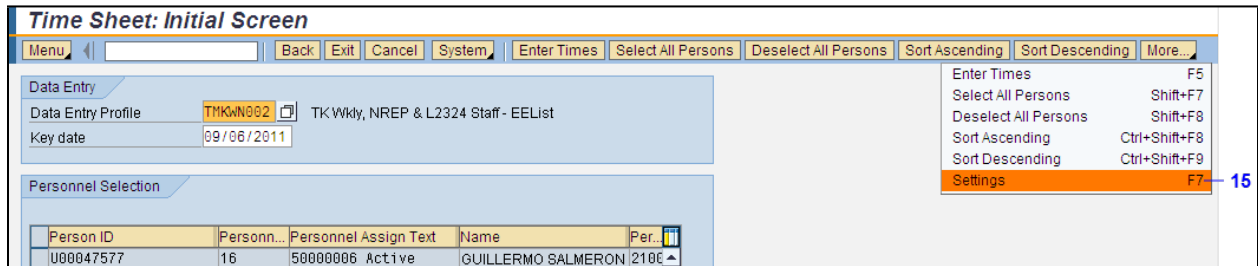 Time Sheet: Initial Screen
Menu Back Exit Cancel System Enter Times Select All Persons Deselect All Persons Sort Ascending Sort Descending More...
Enter Times F5
Select All Persons Shift+F7
Deselect All Persons Shift+F8
Sort Ascending Ctrl+Shift+F8
Sort Descending Ctrl+Shift+F9
Settings F7 15
Data Entry
Data Entry Profile TMKWN002 TK Wkly, NREP & L2324 Staff - EEList
Key date 09/06/2011
Personnel Selection
Person ID Personn... Personnel Assign Text Name Per...
U00047577 16 50000006 Active GUILLERMO SALMERON